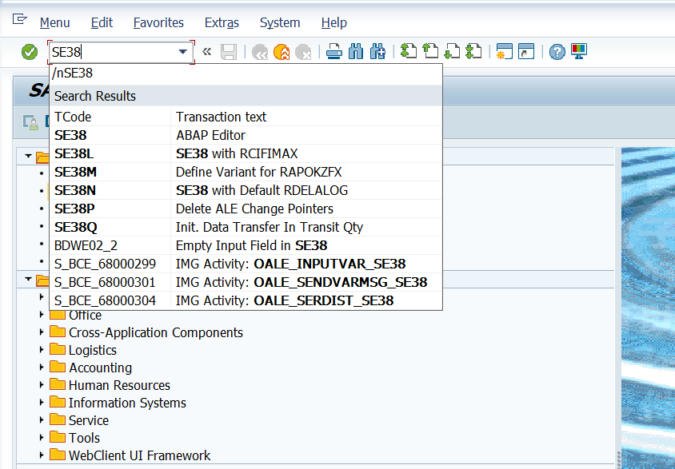 Menu Edit Favorites Extras System Help
SE38
/nSE38
SA
Search Results
TCode Transaction text
SE38 ABAP Editor
SE38L SE38 with RCIFIMAX
SE38M Define Variant for RAPOKZFX
SE38N SE38 with Default RDELALOG
SE38P Delete ALE Change Pointers
SE38Q Init. Data Transfer In Transit Qty
BDWE02_2 Empty Input Field in SE38
S_BCE_68000299 IMG Activity: OALE_INPUTVAR_SE38
S_BCE_68000301 IMG Activity: OALE_SENDVARMSG_SE38
S_BCE_68000304 IMG Activity: OALE_SERDIST_SE38
Office
Cross-Application Components
Logistics
Accounting
Human Resources
Information Systems
Service
Tools
WebClient UI Framework